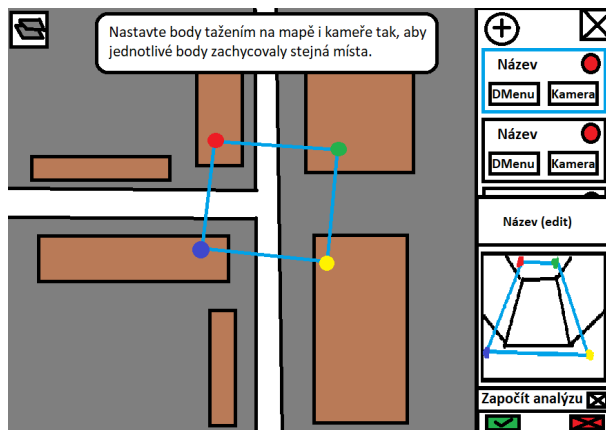 Nastavte body tažením na mapě i kameře tak, aby
jednotlivé body zachycovaly stejná místa.
Název
DMenu
Kamera
Název
DMenu
Kamera
Název (edit)
Započít analýzu